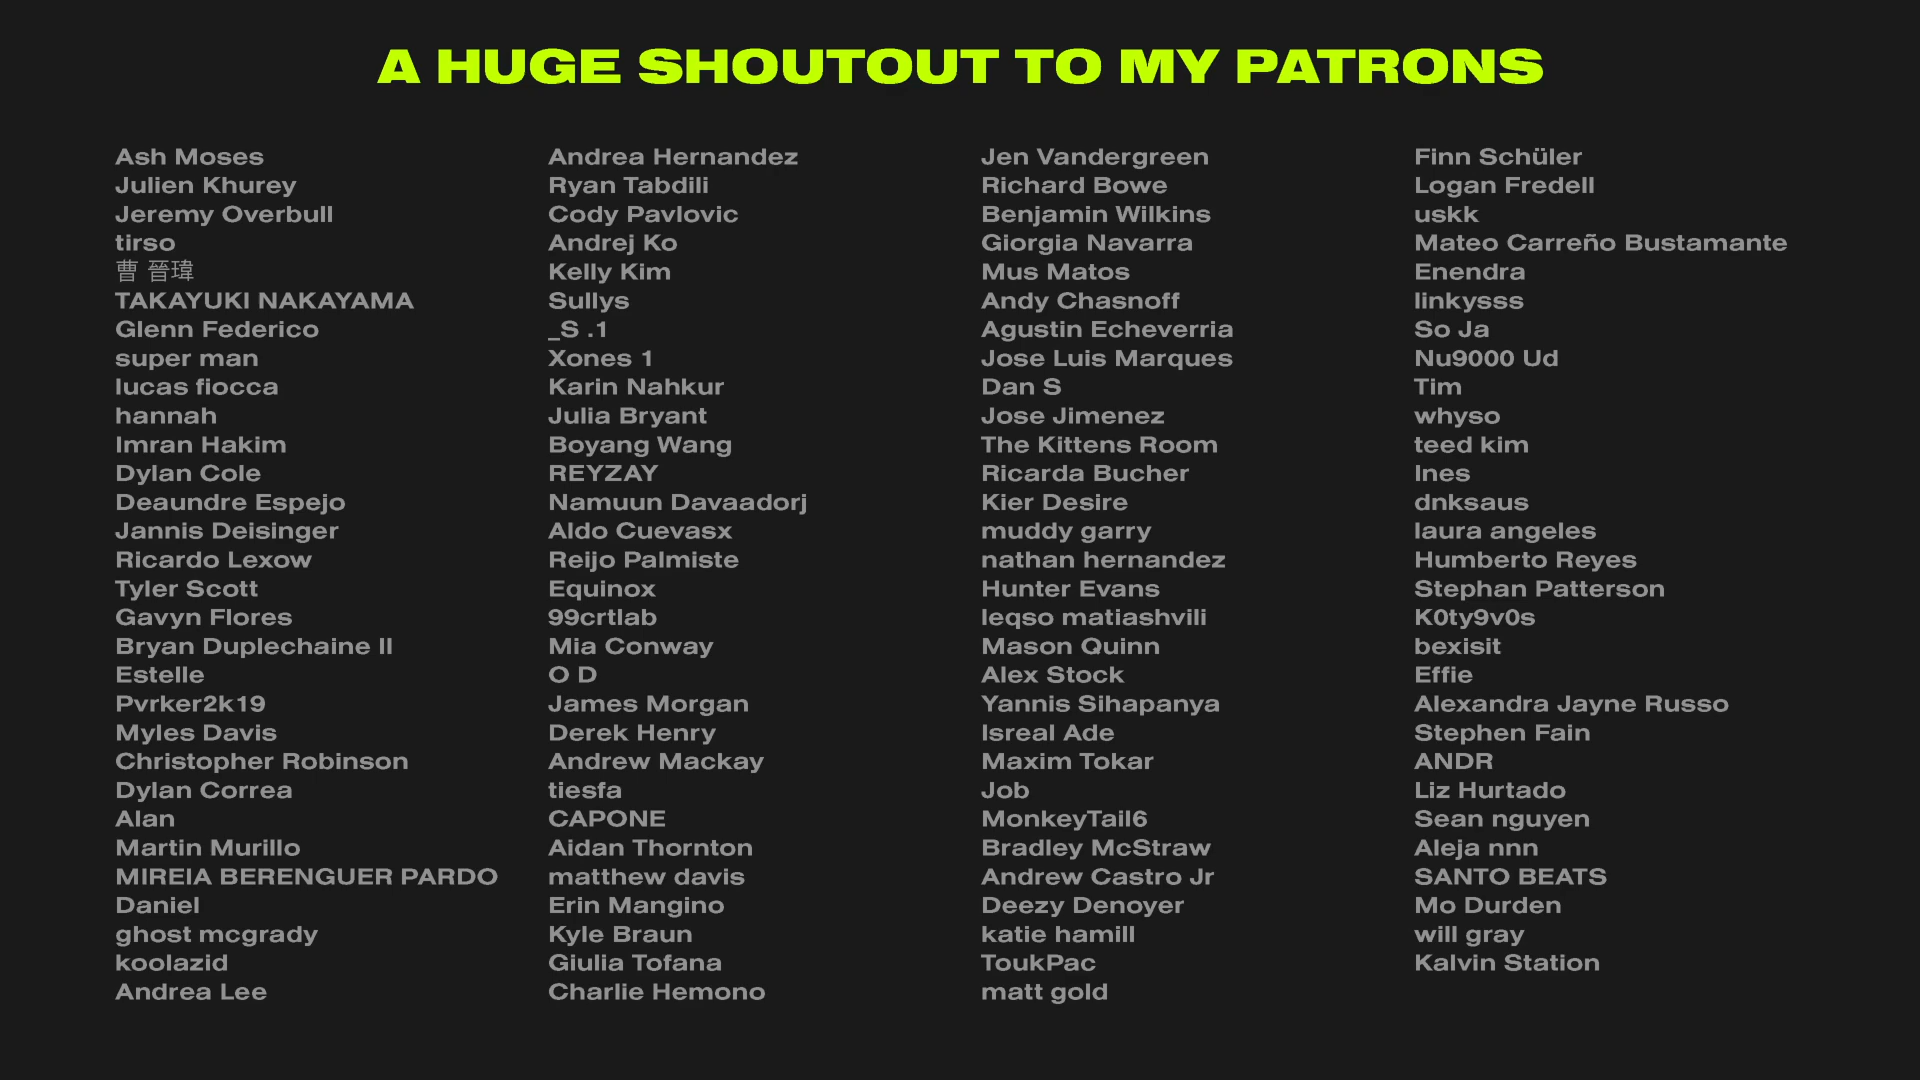 A HUGE SHOUTOUT TO MY PATRONS
Ash Moses
Julien Khurey
Jeremy Overbull
tirso
曹 晉瑋
TAKAYUKI NAKAYAMA
Glenn Federico
super man
lucas fiocca
hannah
Imran Hakim
Dylan Cole
Deaundre Espejo
Jannis Deisinger
Ricardo Lexow
Tyler Scott
Gavyn Flores
Bryan Duplechaine II
Estelle
Pvrker2k19
Myles Davis
Christopher Robinson
Dylan Correa
Alan
Martin Murillo
MIREIA BERENGUER PARDO
Daniel
ghost mcgrady
koolazid
Andrea Lee
Andrea Hernandez
Ryan Tabdili
Cody Pavlovic
Andrej Ko
Kelly Kim
Sullys
_S .1
Xones 1
Karin Nahkur
Julia Bryant
Boyang Wang
REYZAY
Namuun Davaadorj
Aldo Cuevasx
Reijo Palmiste
Equinox
99crtlab
Mia Conway
O D
James Morgan
Derek Henry
Andrew Mackay
tiesfa
CAPONE
Aidan Thornton
matthew davis
Erin Mangino
Kyle Braun
Giulia Tofana
Charlie Hemono
Jen Vandergreen
Richard Bowe
Benjamin Wilkins
Giorgia Navarra
Mus Matos
Andy Chasnoff
Agustin Echeverria
Jose Luis Marques
Dan S
Jose Jimenez
The Kittens Room
Ricarda Bucher
Kier Desire
muddy garry
nathan hernandez
Hunter Evans
leqso matiashvili
Mason Quinn
Alex Stock
Yannis Sihapanya
Isreal Ade
Maxim Tokar
Job
MonkeyTail6
Bradley McStraw
Andrew Castro Jr
Deezy Denoyer
katie hamill
ToukPac
matt gold
Finn Schüler
Logan Fredell
uskk
Mateo Carreño Bustamante
Enendra
linkysss
So Ja
Nu9000 Ud
Tim
whyso
teed kim
Ines
dnksaus
laura angeles
Humberto Reyes
Stephan Patterson
K0ty9v0s
bexisit
Effie
Alexandra Jayne Russo
Stephen Fain
ANDR
Liz Hurtado
Sean nguyen
Aleja nnn
SANTO BEATS
Mo Durden
will gray
Kalvin Station